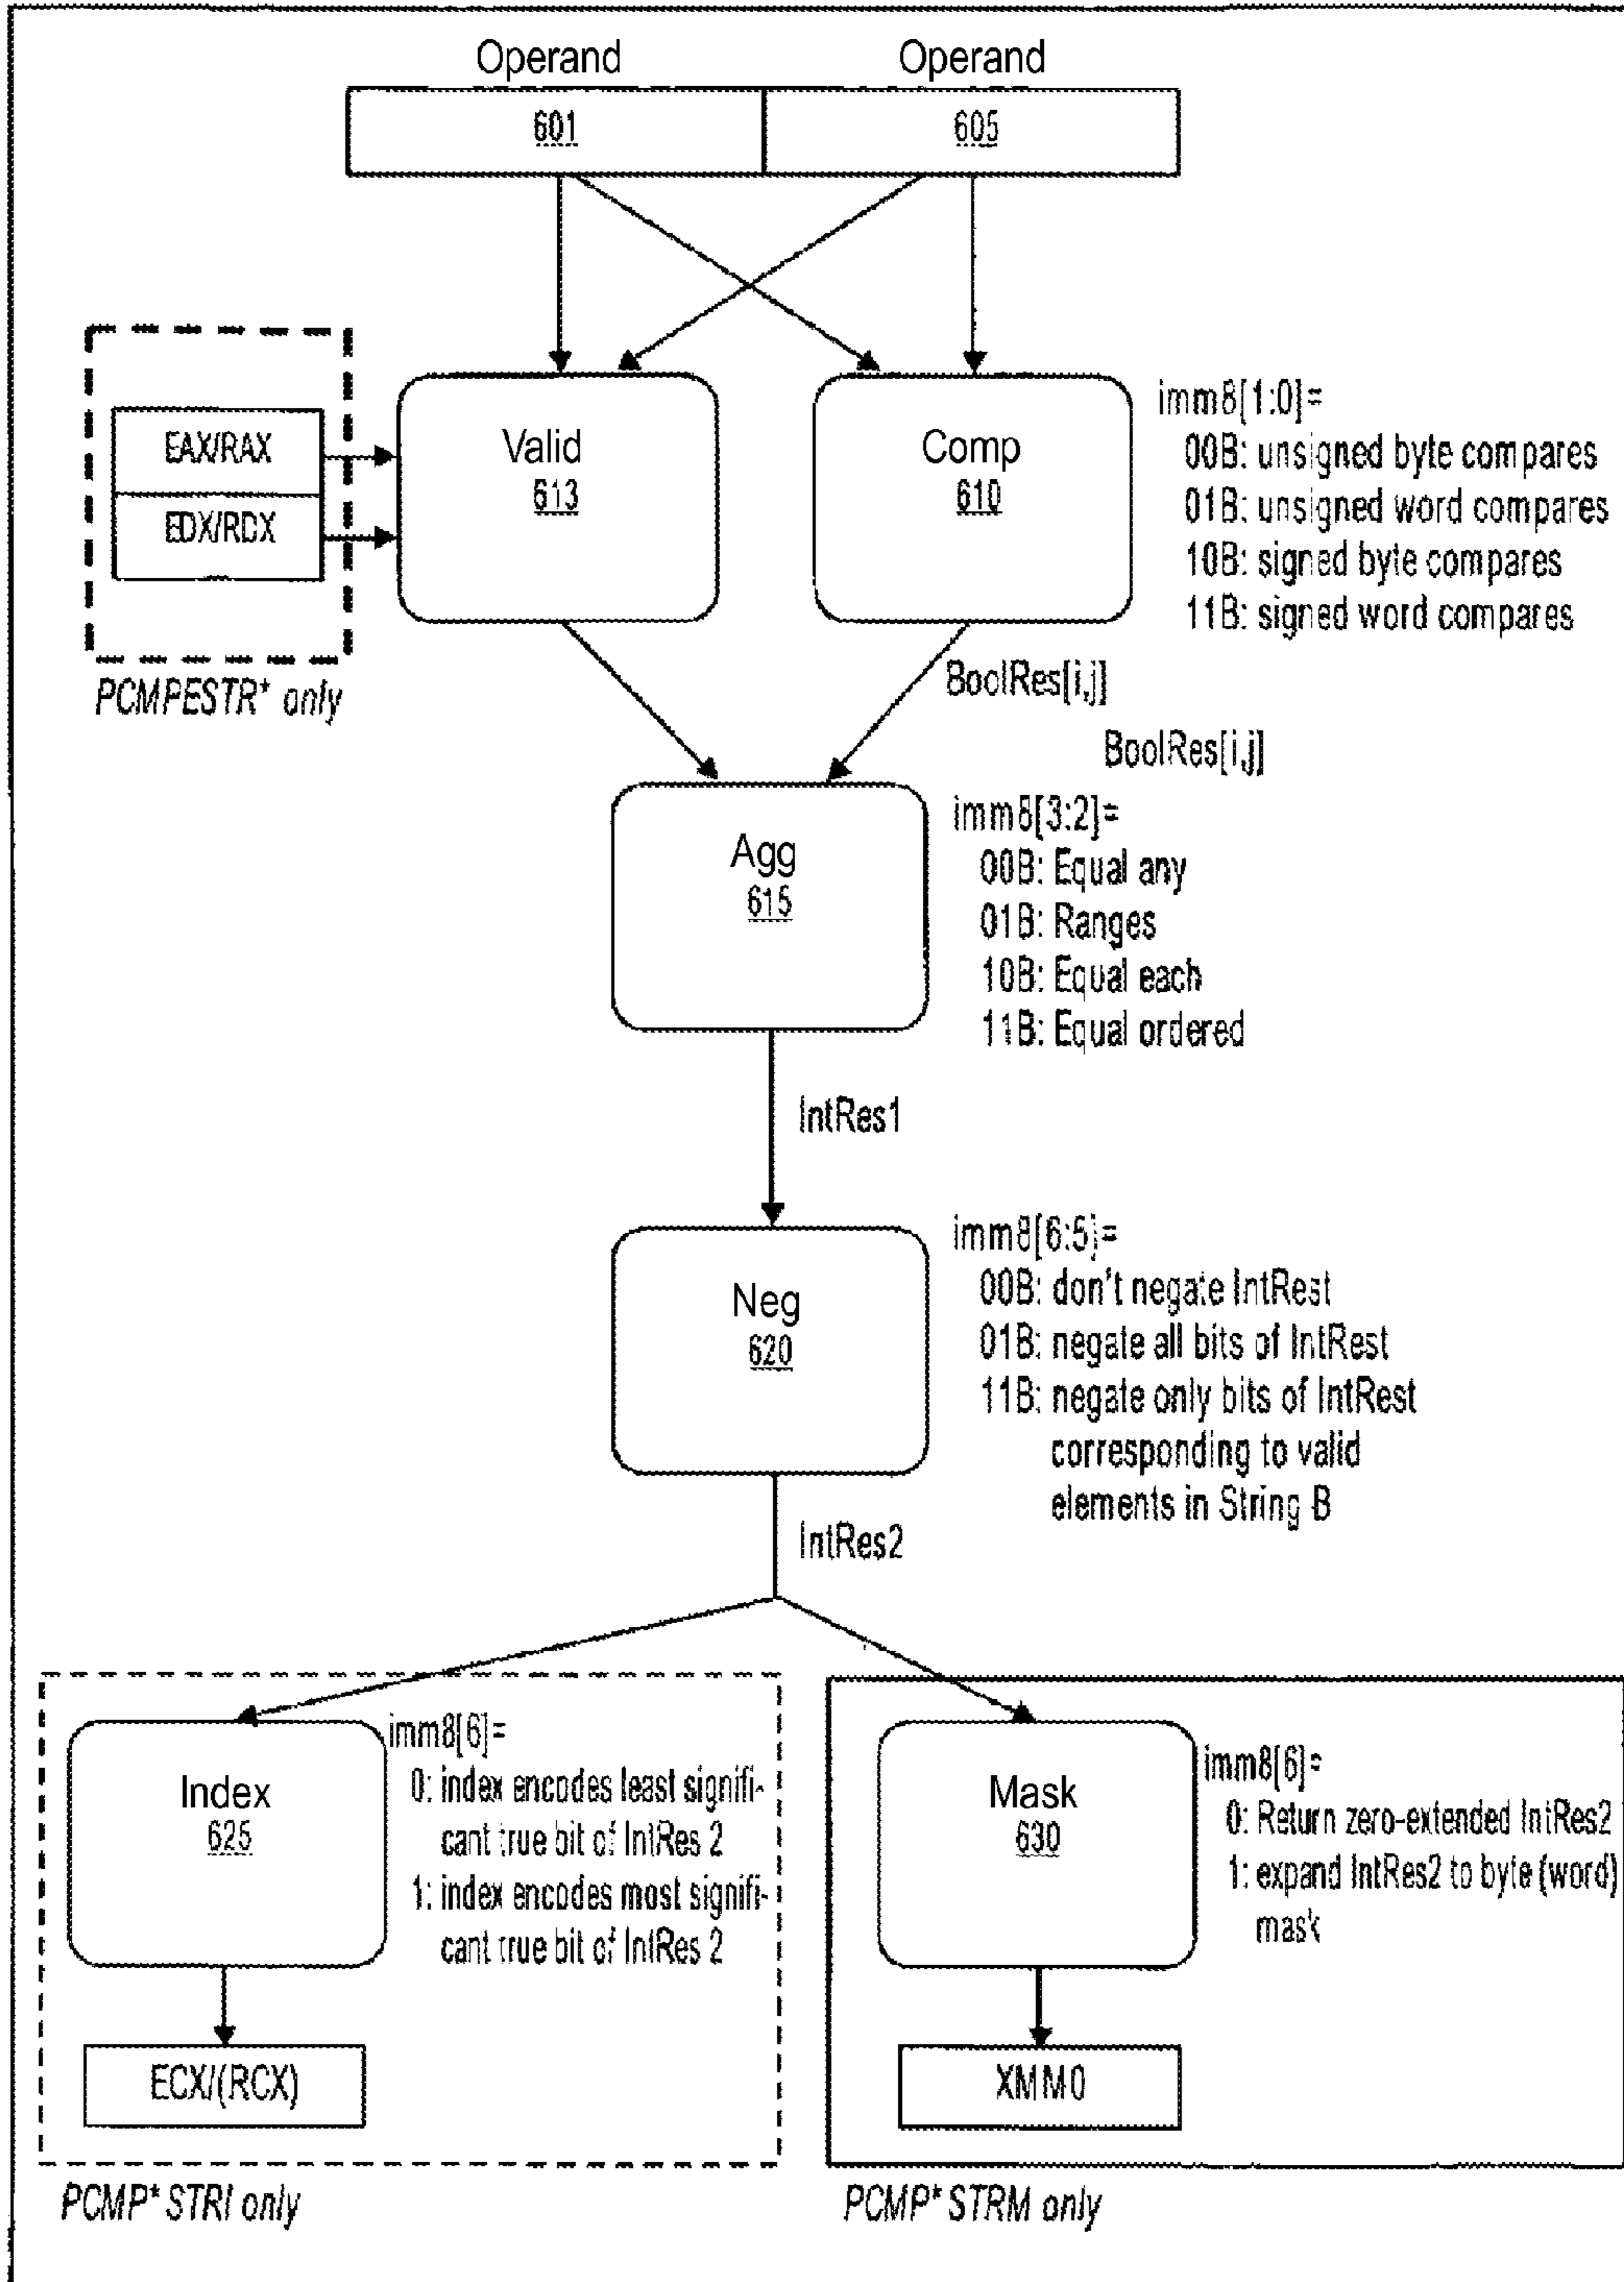 Operand Operand
601 605
EAX/RAX
EDX/RDX
PCMPESTR* only
Valid
613
Comp
610
imm8[1:0]=
00B: unsigned byte compares
01B: unsigned word compares
10B: signed byte compares
11B: signed word compares
BoolRes[i,j]
BoolRes[i,j]
Agg
615
imm8[3:2]=
00B: Equal any
01B: Ranges
10B: Equal each
11B: Equal ordered
IntRes1
Neg
620
imm8[6:5]=
00B: don't negate IntRest
01B: negate all bits of IntRest
11B: negate only bits of IntRest
corresponding to valid
elements in String B
IntRes2
Index
625
imm8[6]=
0: index encodes least signifi-
cant true bit of IntRes 2
1: index encodes most signifi-
cant true bit of IntRes 2
ECX/(RCX)
PCMP*STRI only
Mask
630
imm8[6]=
0: Return zero-extended IntRes2
1: expand IntRes2 to byte (word)
mask
XMM0
PCMP*STRM only